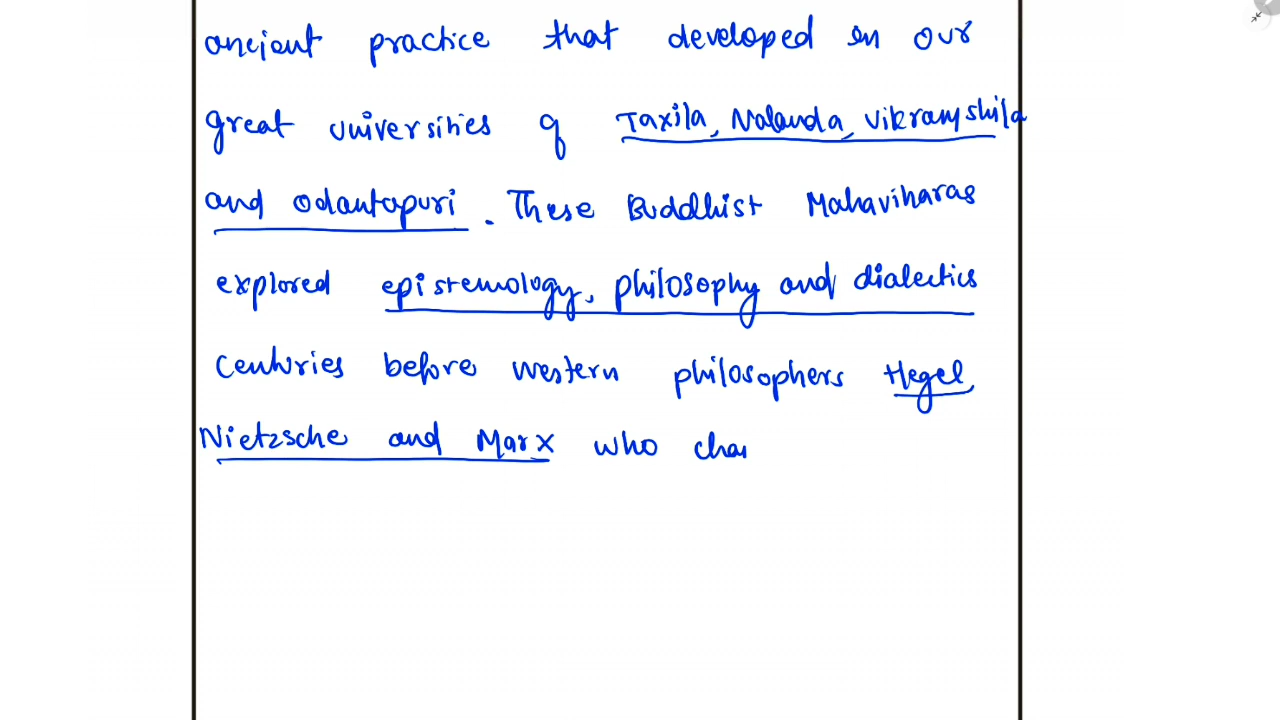 ancient practice that developed in our
great universities of Taxila, Nalanda, Vikramshila
and Odantapuri. These Buddhist Mahaviharas
explored epistemology, philosophy and dialectics
centuries before western philosophers Hegel
Nietzsche and Marx who char